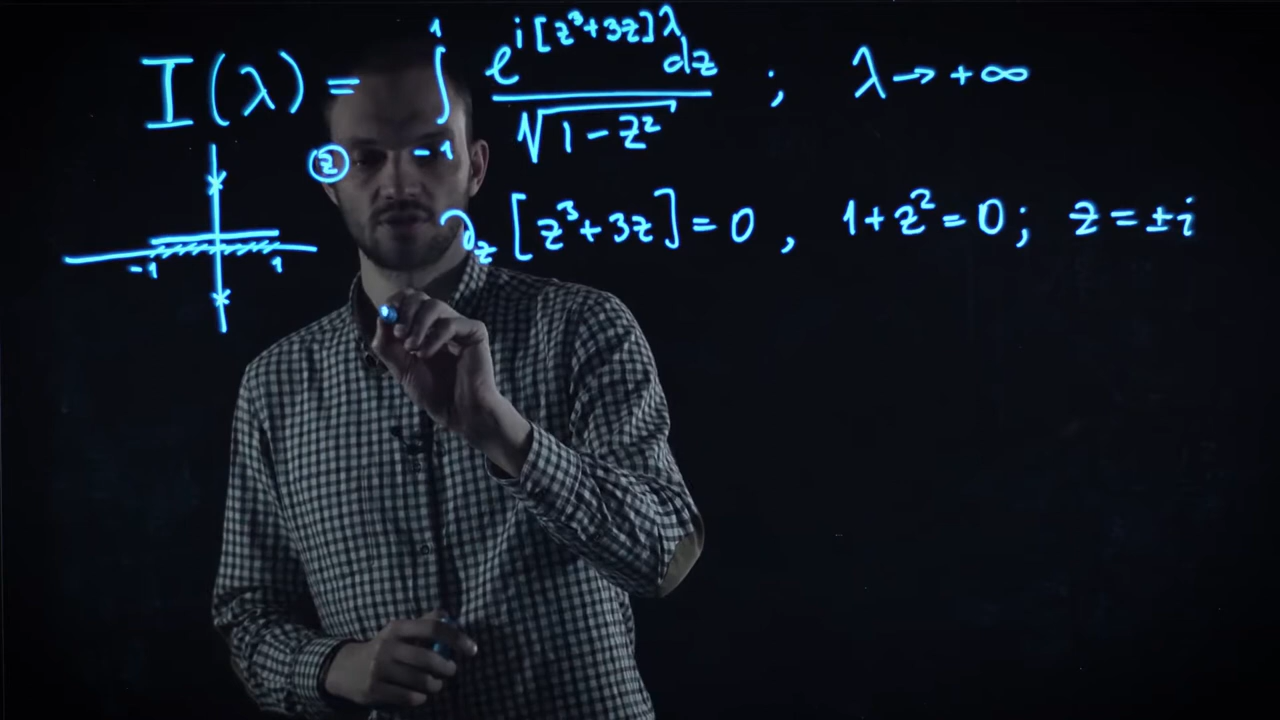 I(λ) = ∫_{-1}^{1} e^{i[z³+3z]λ} dz / √(1-z²) ; λ → +∞
ⓩ
∂_z [z³+3z] = 0 , 1+z² = 0 ; z = ±i
-1 1